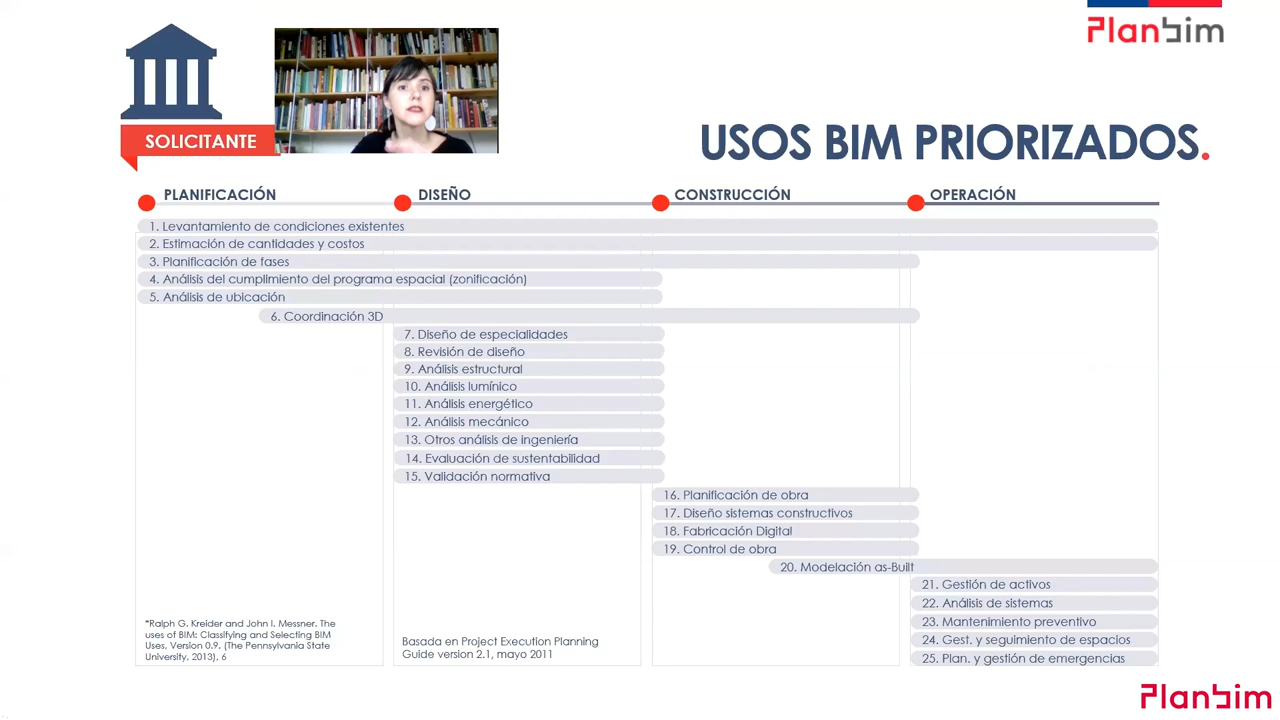 Planbim
SOLICITANTE
USOS BIM PRIORIZADOS.
PLANIFICACIÓN
DISEÑO
CONSTRUCCIÓN
OPERACIÓN
1. Levantamiento de condiciones existentes
2. Estimación de cantidades y costos
3. Planificación de fases
4. Análisis del cumplimiento del programa espacial (zonificación)
5. Análisis de ubicación
6. Coordinación 3D
7. Diseño de especialidades
8. Revisión de diseño
9. Análisis estructural
10. Análisis lumínico
11. Análisis energético
12. Análisis mecánico
13. Otros análisis de ingeniería
14. Evaluación de sustentabilidad
15. Validación normativa
16. Planificación de obra
17. Diseño sistemas constructivos
18. Fabricación Digital
19. Control de obra
20. Modelación as-Built
21. Gestión de activos
22. Análisis de sistemas
23. Mantenimiento preventivo
24. Gest. y seguimiento de espacios
25. Plan. y gestión de emergencias
*Ralph G. Kreider and John I. Messner. The
uses of BIM: Classifying and Selecting BIM
Uses, Version 0.9. (The Pennsylvania State
University, 2013), 6
Basada en Project Execution Planning
Guide version 2.1, mayo 2011
Planbim